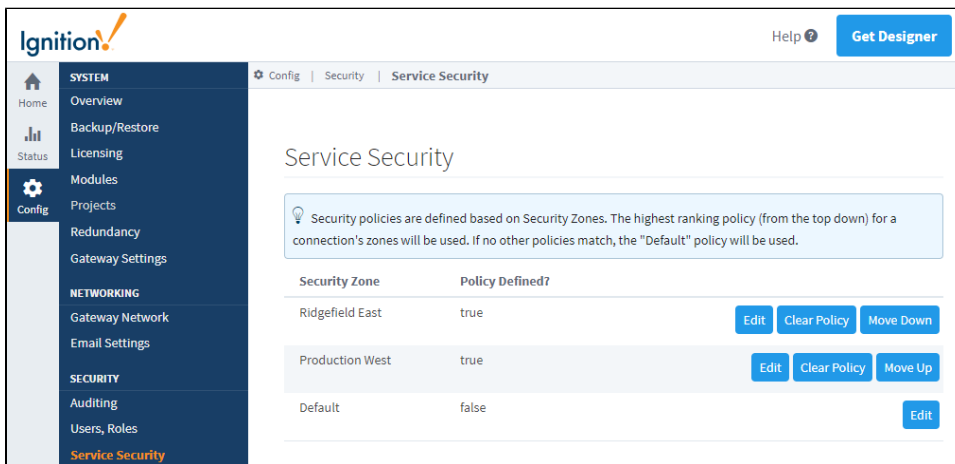 Ignition!
Help ?
Get Designer
Home
Status
Config
SYSTEM
Overview
Backup/Restore
Licensing
Modules
Projects
Redundancy
Gateway Settings
NETWORKING
Gateway Network
Email Settings
SECURITY
Auditing
Users, Roles
Service Security
Config | Security | Service Security
Service Security
Security policies are defined based on Security Zones. The highest ranking policy (from the top down) for a
connection's zones will be used. If no other policies match, the "Default" policy will be used.
Security Zone Policy Defined?
Ridgefield East true Edit Clear Policy Move Down
Production West true Edit Clear Policy Move Up
Default false Edit